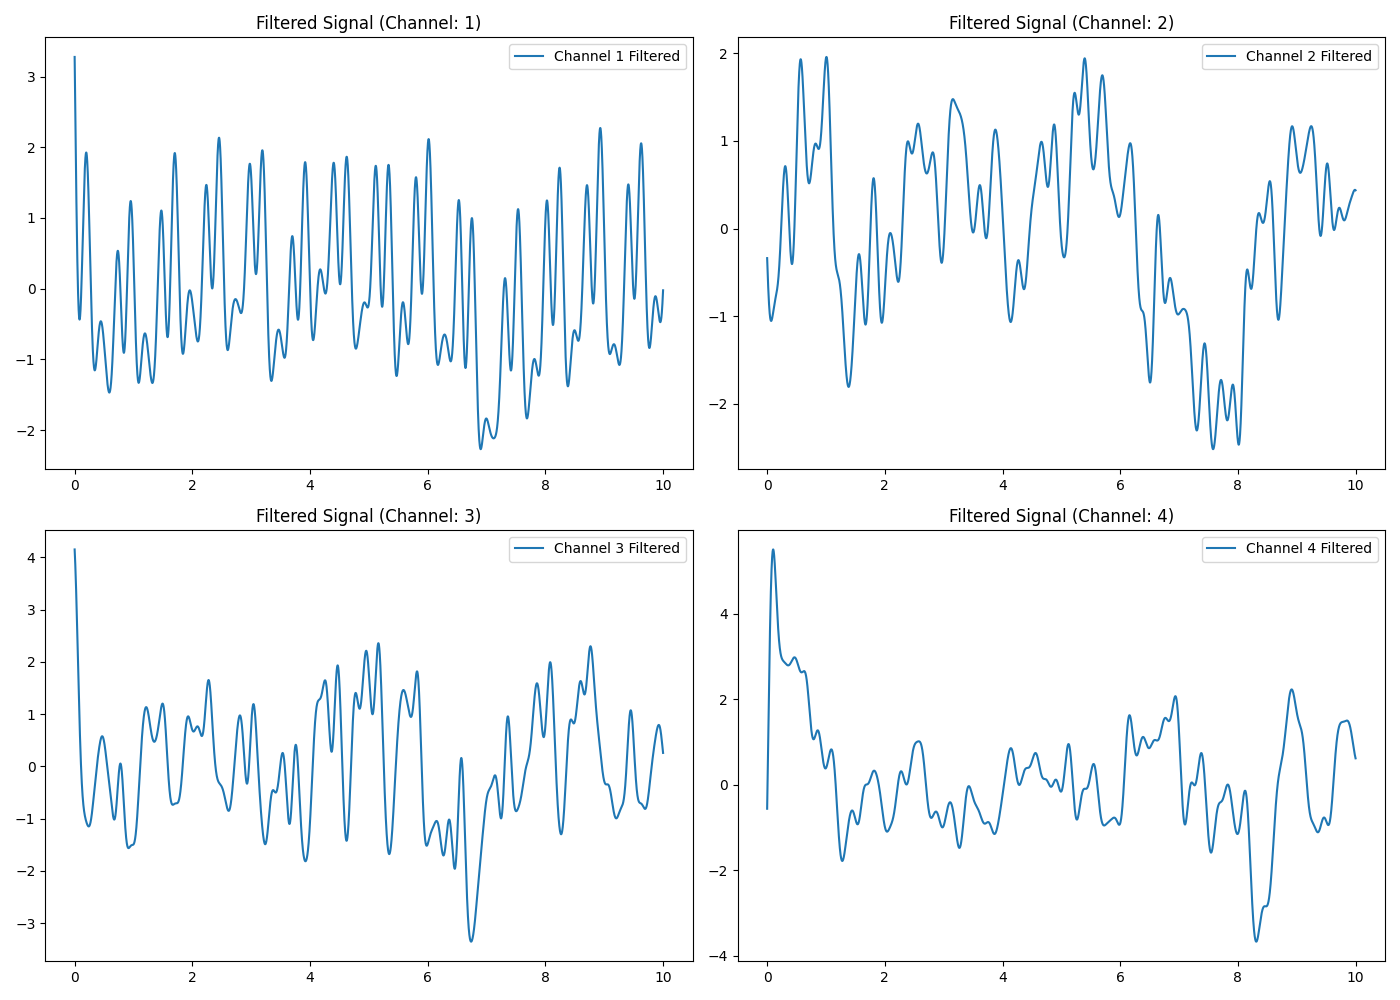 Filtered Signal (Channel: 1)
Channel 1 Filtered
3
2
1
0
−1
−2
0 2 4 6 8 10
Filtered Signal (Channel: 2)
Channel 2 Filtered
2
1
0
−1
−2
0 2 4 6 8 10
Filtered Signal (Channel: 3)
Channel 3 Filtered
4
3
2
1
0
−1
−2
−3
0 2 4 6 8 10
Filtered Signal (Channel: 4)
Channel 4 Filtered
4
2
0
−2
−4
0 2 4 6 8 10